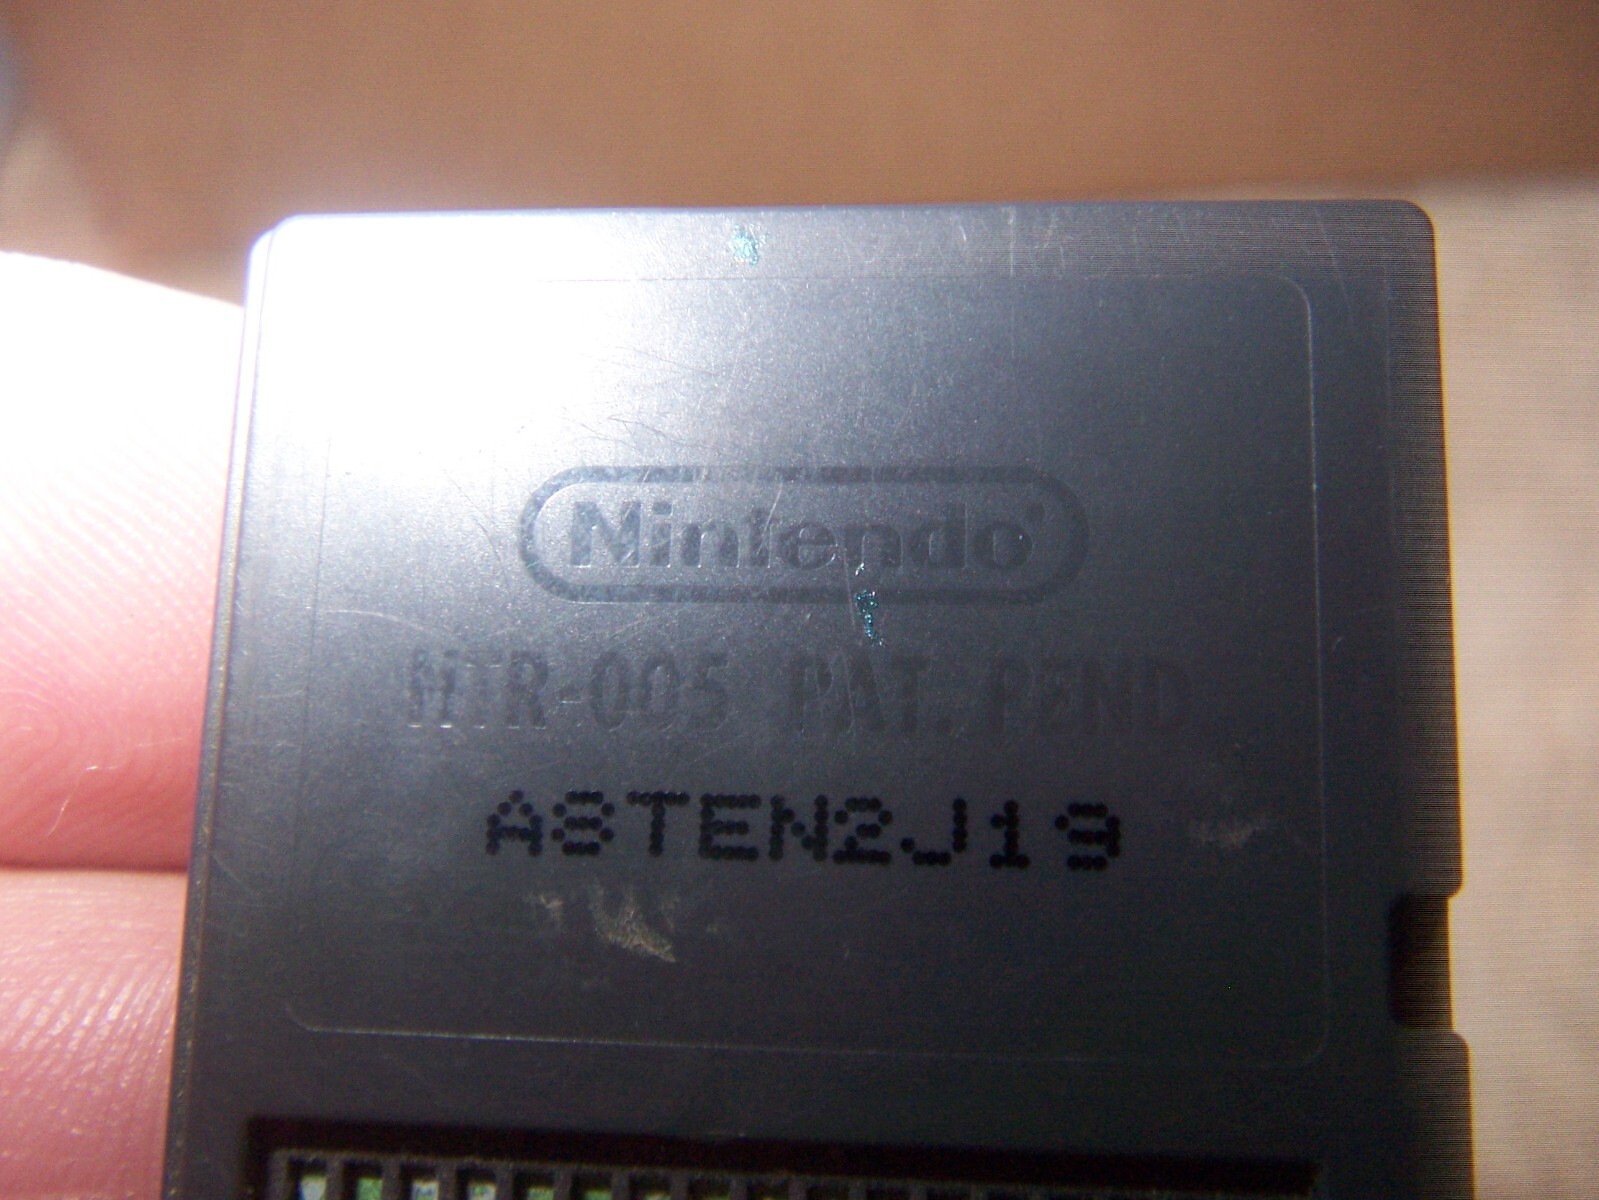 Nintendo
NTR-005 PAT. PEND
A8TEN2J19